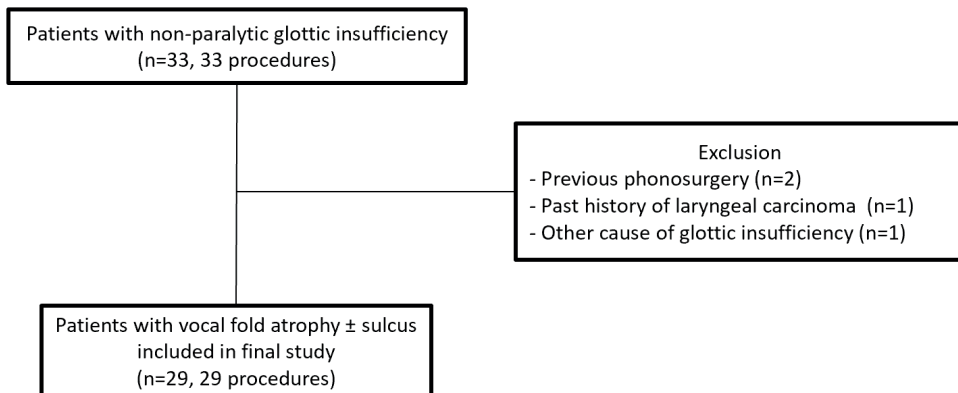 Patients with non-paralytic glottic insufficiency
(n=33, 33 procedures)
Exclusion
- Previous phonosurgery (n=2)
- Past history of laryngeal carcinoma  (n=1)
- Other cause of glottic insufficiency (n=1)
Patients with vocal fold atrophy ± sulcus
included in final study
(n=29, 29 procedures)